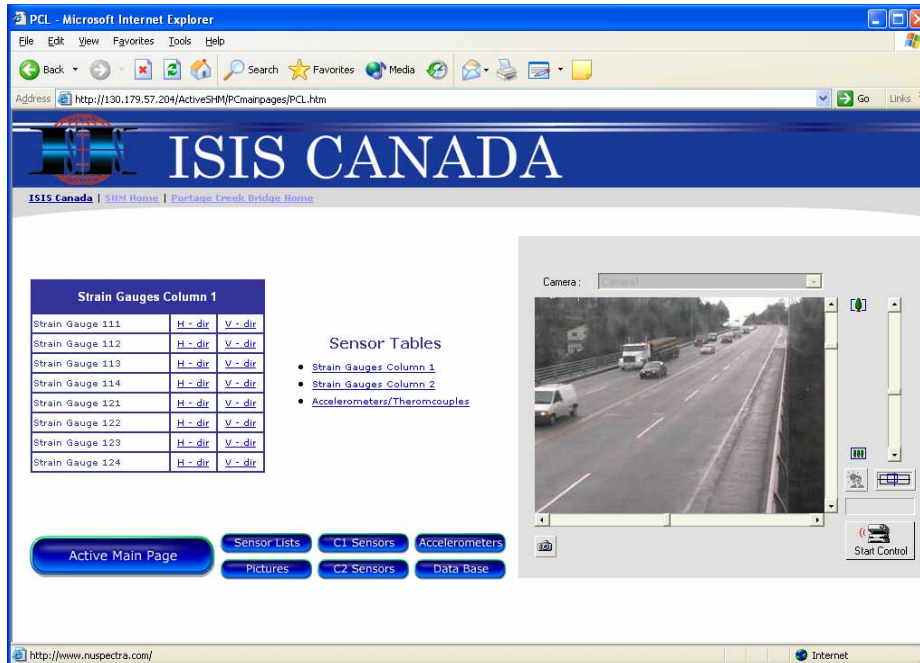 PCL - Microsoft Internet Explorer
File Edit View Favorites Tools Help
Back Search Favorites Media
Address http://130.179.57.204/ActiveSHM/PCmainpages/PCL.htm Go Links
ISIS CANADA
ISIS Canada | SHM Home | Portage Creek Bridge Home
Strain Gauges Column 1
Strain Gauge 111 H - dir V - dir
Strain Gauge 112 H - dir V - dir
Strain Gauge 113 H - dir V - dir
Strain Gauge 114 H - dir V - dir
Strain Gauge 121 H - dir V - dir
Strain Gauge 122 H - dir V - dir
Strain Gauge 123 H - dir V - dir
Strain Gauge 124 H - dir V - dir
Sensor Tables
Strain Gauges Column 1
Strain Gauges Column 2
Accelerometers/Theromcouples
Camera : Camera1
Start Control
Active Main Page
Sensor Lists C1 Sensors Accelerometers
Pictures C2 Sensors Data Base
http://www.nuspectra.com/ Internet